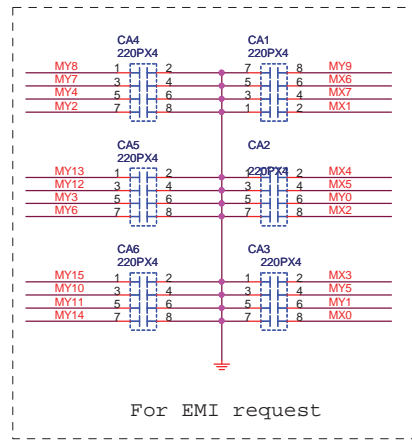 CA4 CA1
220PX4 220PX4
MY8 1 2 7 8 MY9
MY7 3 4 5 6 MX6
MY4 5 6 3 4 MX7
MY2 7 8 1 2 MX1
CA5 CA2
220PX4 220PX4
MY13 1 2 1 2 MX4
MY12 3 4 3 4 MX5
MY3 5 6 5 6 MY0
MY6 7 8 7 8 MX2
CA6 CA3
220PX4 220PX4
MY15 1 2 1 2 MX3
MY10 3 4 3 4 MY5
MY11 5 6 5 6 MY1
MY14 7 8 7 8 MX0
For EMI request